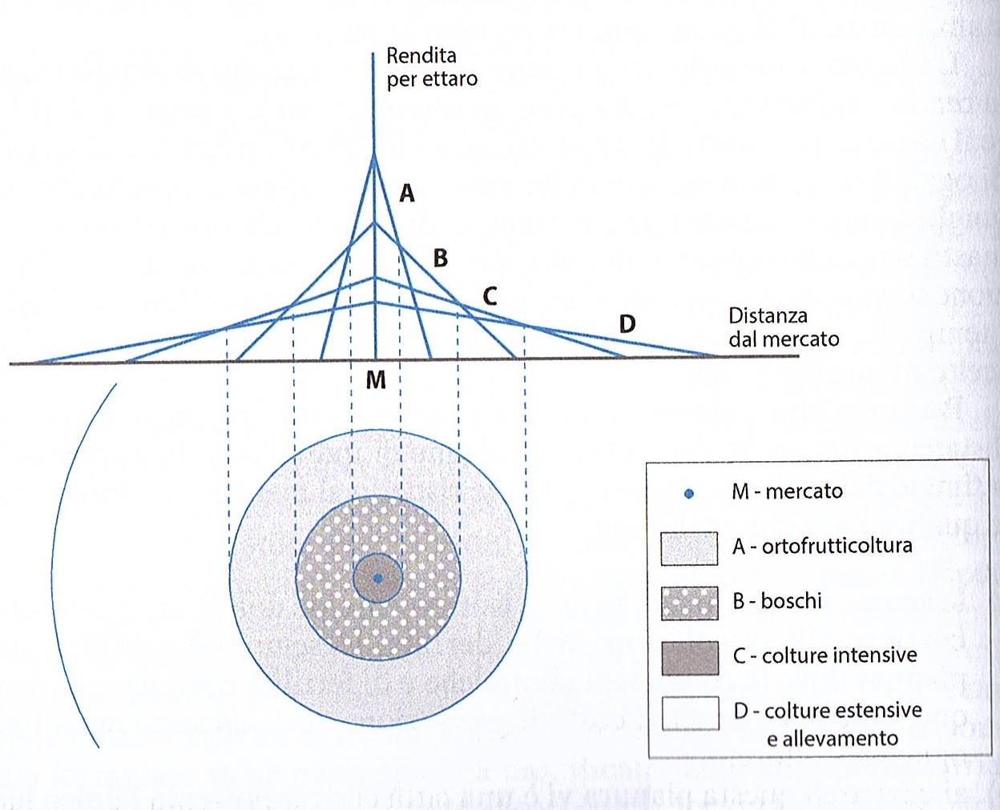 Rendita
per ettaro
A
B
C
D
Distanza
dal mercato
M
M - mercato
A - ortofrutticoltura
B - boschi
C - colture intensive
D - colture estensive
e allevamento